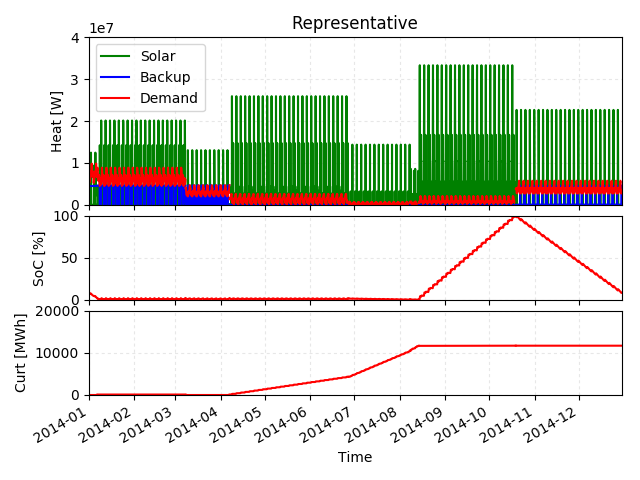 Representative
1e7
4
3
2
1
0
Heat [W]
Solar
Backup
Demand
100
50
0
SoC [%]
20000
10000
0
Curt [MWh]
2014-01
2014-02
2014-03
2014-04
2014-05
2014-06
2014-07
2014-08
2014-09
2014-10
2014-11
2014-12
Time